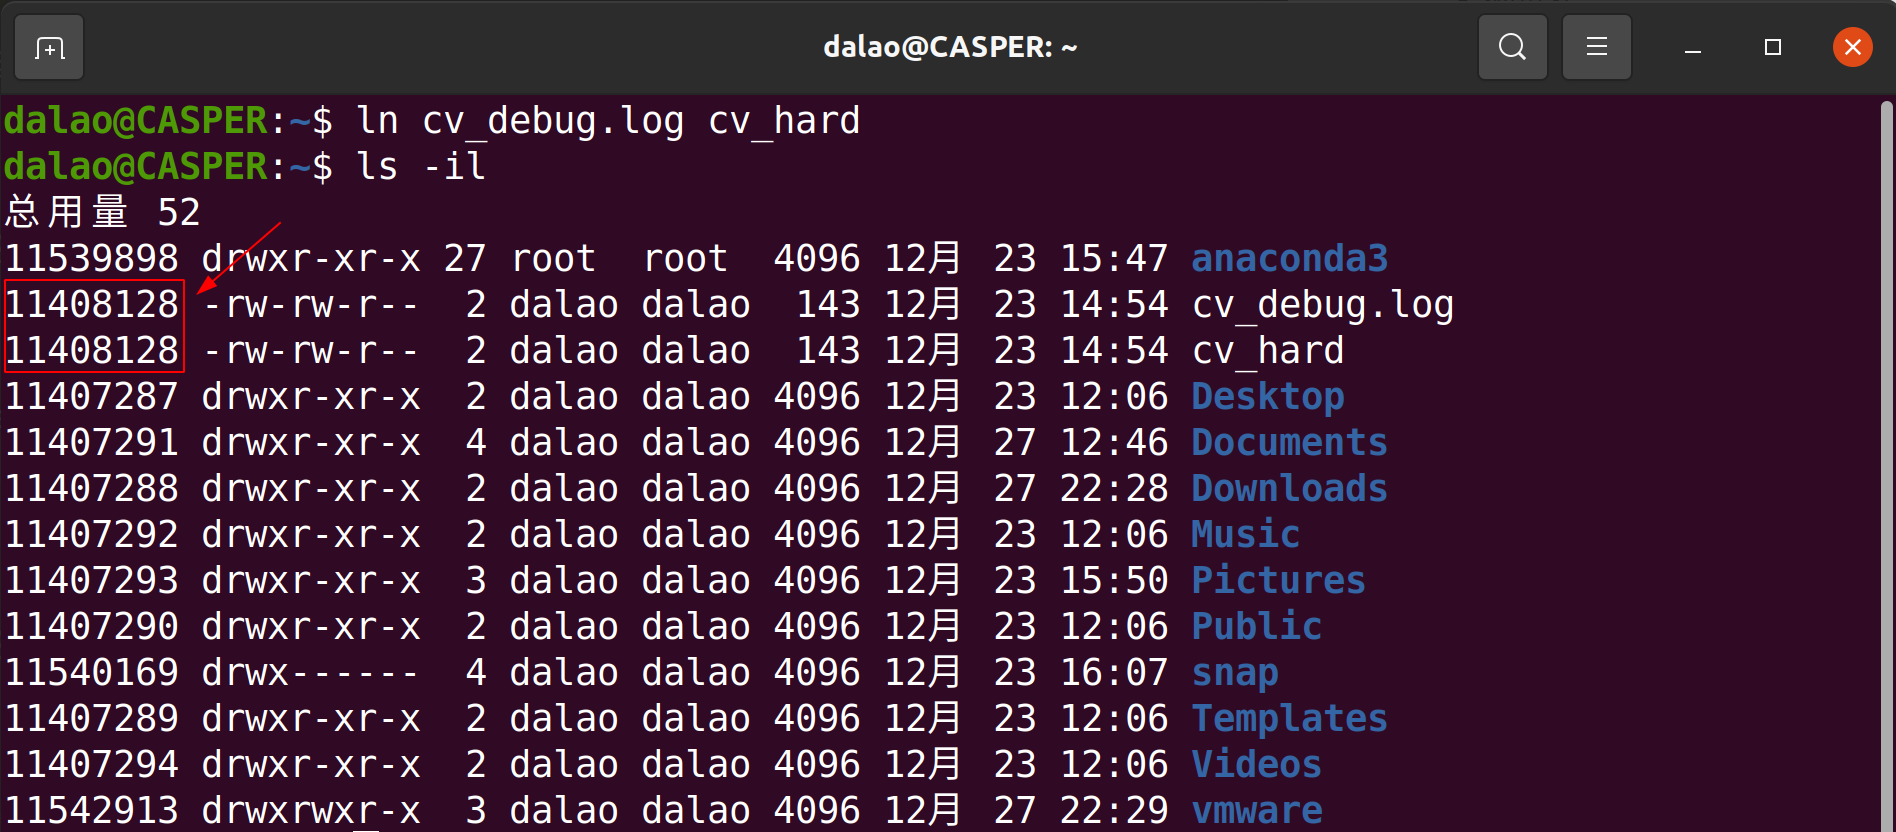 dalao@CASPER: ~
dalao@CASPER:~$ ln cv_debug.log cv_hard
dalao@CASPER:~$ ls -il
总用量 52
11539898 drwxr-xr-x 27 root  root  4096 12月  23 15:47 anaconda3
11408128 -rw-rw-r--  2 dalao dalao  143 12月  23 14:54 cv_debug.log
11408128 -rw-rw-r--  2 dalao dalao  143 12月  23 14:54 cv_hard
11407287 drwxr-xr-x  2 dalao dalao 4096 12月  23 12:06 Desktop
11407291 drwxr-xr-x  4 dalao dalao 4096 12月  27 12:46 Documents
11407288 drwxr-xr-x  2 dalao dalao 4096 12月  27 22:28 Downloads
11407292 drwxr-xr-x  2 dalao dalao 4096 12月  23 12:06 Music
11407293 drwxr-xr-x  3 dalao dalao 4096 12月  23 15:50 Pictures
11407290 drwxr-xr-x  2 dalao dalao 4096 12月  23 12:06 Public
11540169 drwx------  4 dalao dalao 4096 12月  23 16:07 snap
11407289 drwxr-xr-x  2 dalao dalao 4096 12月  23 12:06 Templates
11407294 drwxr-xr-x  2 dalao dalao 4096 12月  23 12:06 Videos
11542913 drwxrwxr-x  3 dalao dalao 4096 12月  27 22:29 vmware